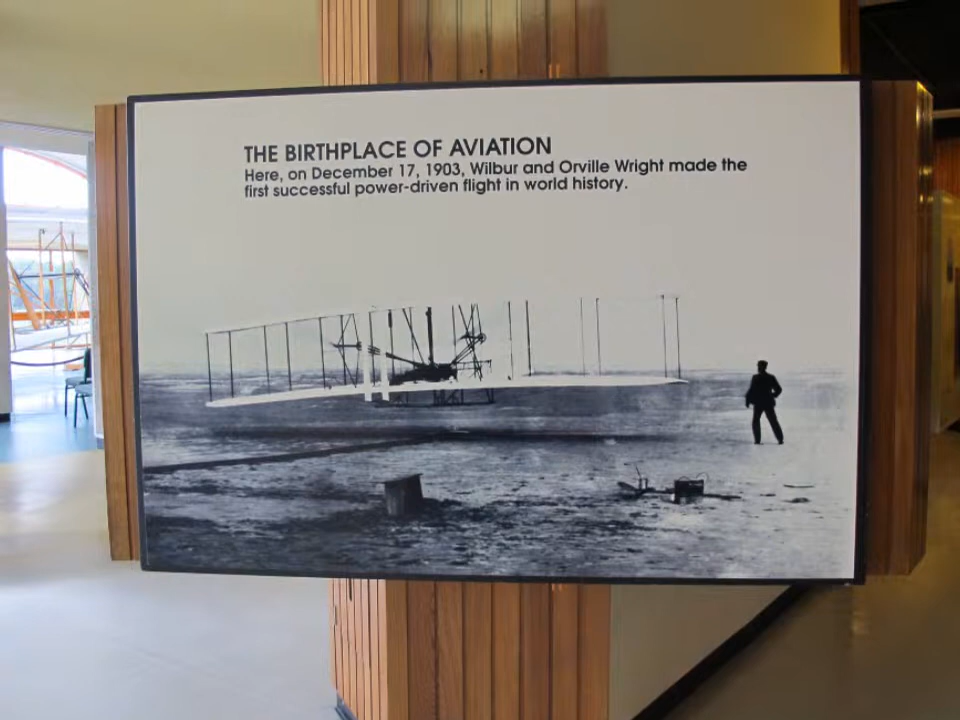 THE BIRTHPLACE OF AVIATION
Here, on December 17, 1903, Wilbur and Orville Wright made the
first successful power-driven flight in world history.